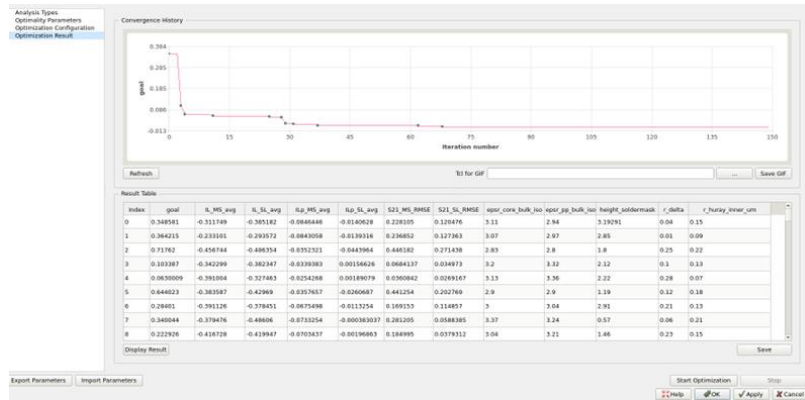 Analysis Types
Optimality Parameters
Optimization Configuration
Optimization Result
Convergence History
0.384
0.285
0.185
0.086
-0.013
goal
0 15 30 45 60 75 90 105 120 135 150
Iteration number
Refresh Tcl for GIF ... Save GIF
Result Table
Index goal IL_MS_avg IL_SL_avg ILp_MS_avg ILp_SL_avg S21_MS_RMSE S21_SL_RMSE epsr_core_bulk_iso epsr_pp_bulk_iso height_soldermask r_delta r_huray_inner_um
0 0.348581 -0.311749 -0.385182 -0.0846446 -0.0140628 0.228105 0.120476 3.11 2.94 3.19291 0.04 0.15
1 0.364215 -0.233101 -0.293572 -0.0843058 -0.0139316 0.236852 0.127363 3.07 2.97 2.85 0.01 0.09
2 0.71762 -0.456744 -0.486354 -0.0352321 -0.0443964 0.446182 0.271438 2.83 2.8 1.8 0.25 0.22
3 0.103387 -0.342299 -0.382347 -0.0339383 0.00156626 0.0684137 0.034973 3.2 3.32 2.12 0.1 0.13
4 0.0630009 -0.391004 -0.327463 -0.0254268 0.00189079 0.0360842 0.0269167 3.13 3.36 2.22 0.28 0.07
5 0.644023 -0.383587 -0.42969 -0.0357657 -0.0260687 0.441254 0.202769 2.9 2.9 1.19 0.12 0.18
6 0.28401 -0.391126 -0.378451 -0.0675498 -0.0113254 0.169153 0.114857 3 3.04 2.91 0.21 0.13
7 0.340044 -0.379476 -0.48606 -0.0733254 -0.000383037 0.281205 0.0588385 3.37 3.24 0.57 0.06 0.21
8 0.222926 -0.416728 -0.419947 -0.0703437 -0.00196863 0.184995 0.0379312 3.04 3.21 1.46 0.23 0.15
Display Result Save
Export Parameters Import Parameters Start Optimization Stop
Help OK Apply Cancel